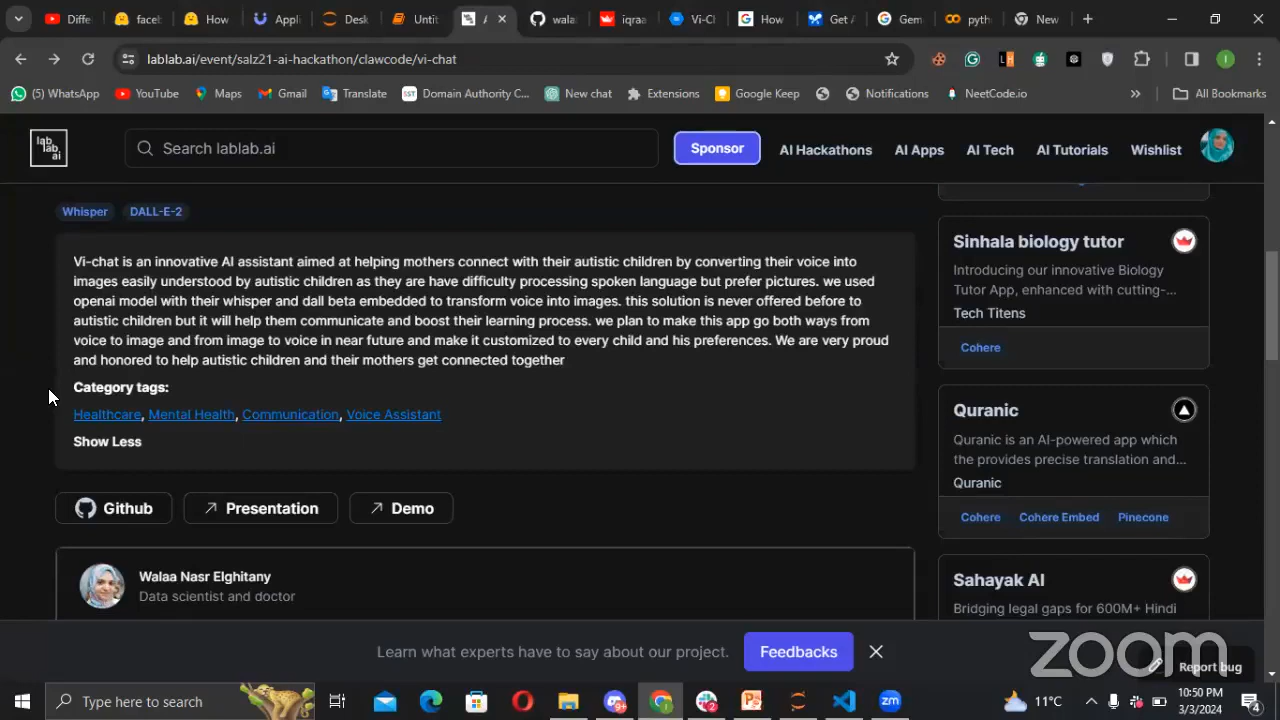 Differ
faceb
How
Appli
Desk
Untit
A
wala
iqraa
Vi-Cl
How
Get A
Gem
pyth
New
lablab.ai/event/salz21-ai-hackathon/clawcode/vi-chat
I
(5) WhatsApp
YouTube
Maps
Gmail
Translate
SST
Domain Authority C...
New chat
Extensions
Google Keep
Notifications
NeetCode.io
»
All Bookmarks
lab lab ai
Search lablab.ai
Sponsor
AI Hackathons
AI Apps
AI Tech
AI Tutorials
Wishlist
Whisper
DALL-E-2
Vi-chat is an innovative AI assistant aimed at helping mothers connect with their autistic children by converting their voice into
images easily understood by autistic children as they are have difficulty processing spoken language but prefer pictures. we used
openai model with their whisper and dall beta embedded to transform voice into images. this solution is never offered before to
autistic children but it will help them communicate and boost their learning process. we plan to make this app go both ways from
voce to image and from image to voice in near future and make it customized to every child and his preferences. We are very proud
and honored to help autistic children and their mothers get connected together
Category tags:
Healthcare, Mental Health, Communication, Voice Assistant
Show Less
Github
Presentation
Demo
Walaa Nasr Elghitany
Data scientist and doctor
Sinhala biology tutor
Introducing our innovative Biology
Tutor App, enhanced with cutting-...
Tech Titens
Cohere
Quranic
Quranic is an AI-powered app which
the provides precise translation and...
Quranic
Cohere
Cohere Embed
Pinecone
Sahayak AI
Bridging legal gaps for 600M+ Hindi
Learn what experts have to say about our project.
Feedbacks
zoom
Report bug
Type here to search
zm
11°C
10:50 PM
3/3/2024
4